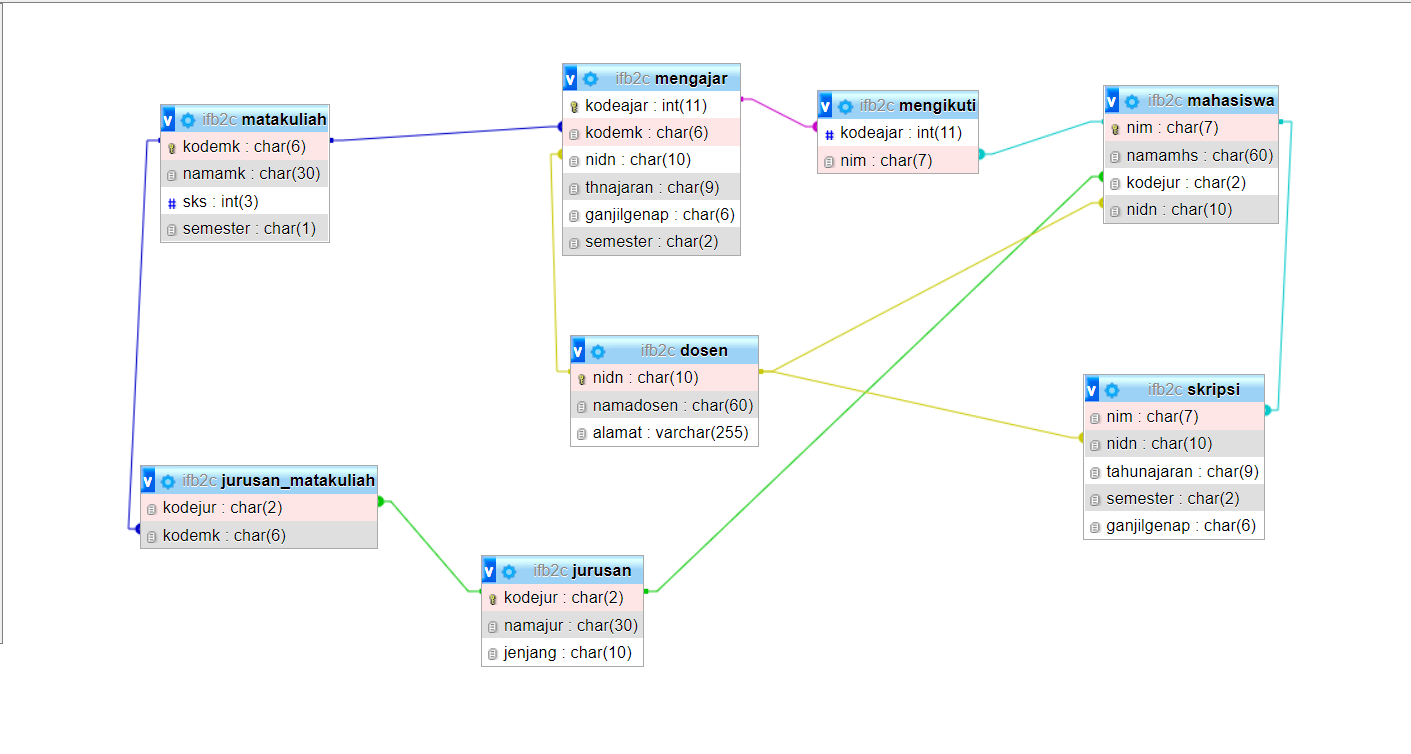 ifb2c matakuliah
kodemk : char(6)
namamk : char(30)
# sks : int(3)
semester : char(1)
ifb2c mengajar
kodeajar : int(11)
kodemk : char(6)
nidn : char(10)
thnajaran : char(9)
ganjilgenap : char(6)
semester : char(2)
ifb2c mengikuti
# kodeajar : int(11)
nim : char(7)
ifb2c mahasiswa
nim : char(7)
namamhs : char(60)
kodejur : char(2)
nidn : char(10)
ifb2c dosen
nidn : char(10)
namadosen : char(60)
alamat : varchar(255)
ifb2c skripsi
nim : char(7)
nidn : char(10)
tahunajaran : char(9)
semester : char(2)
ganjilgenap : char(6)
ifb2c jurusan_matakuliah
kodejur : char(2)
kodemk : char(6)
ifb2c jurusan
kodejur : char(2)
namajur : char(30)
jenjang : char(10)